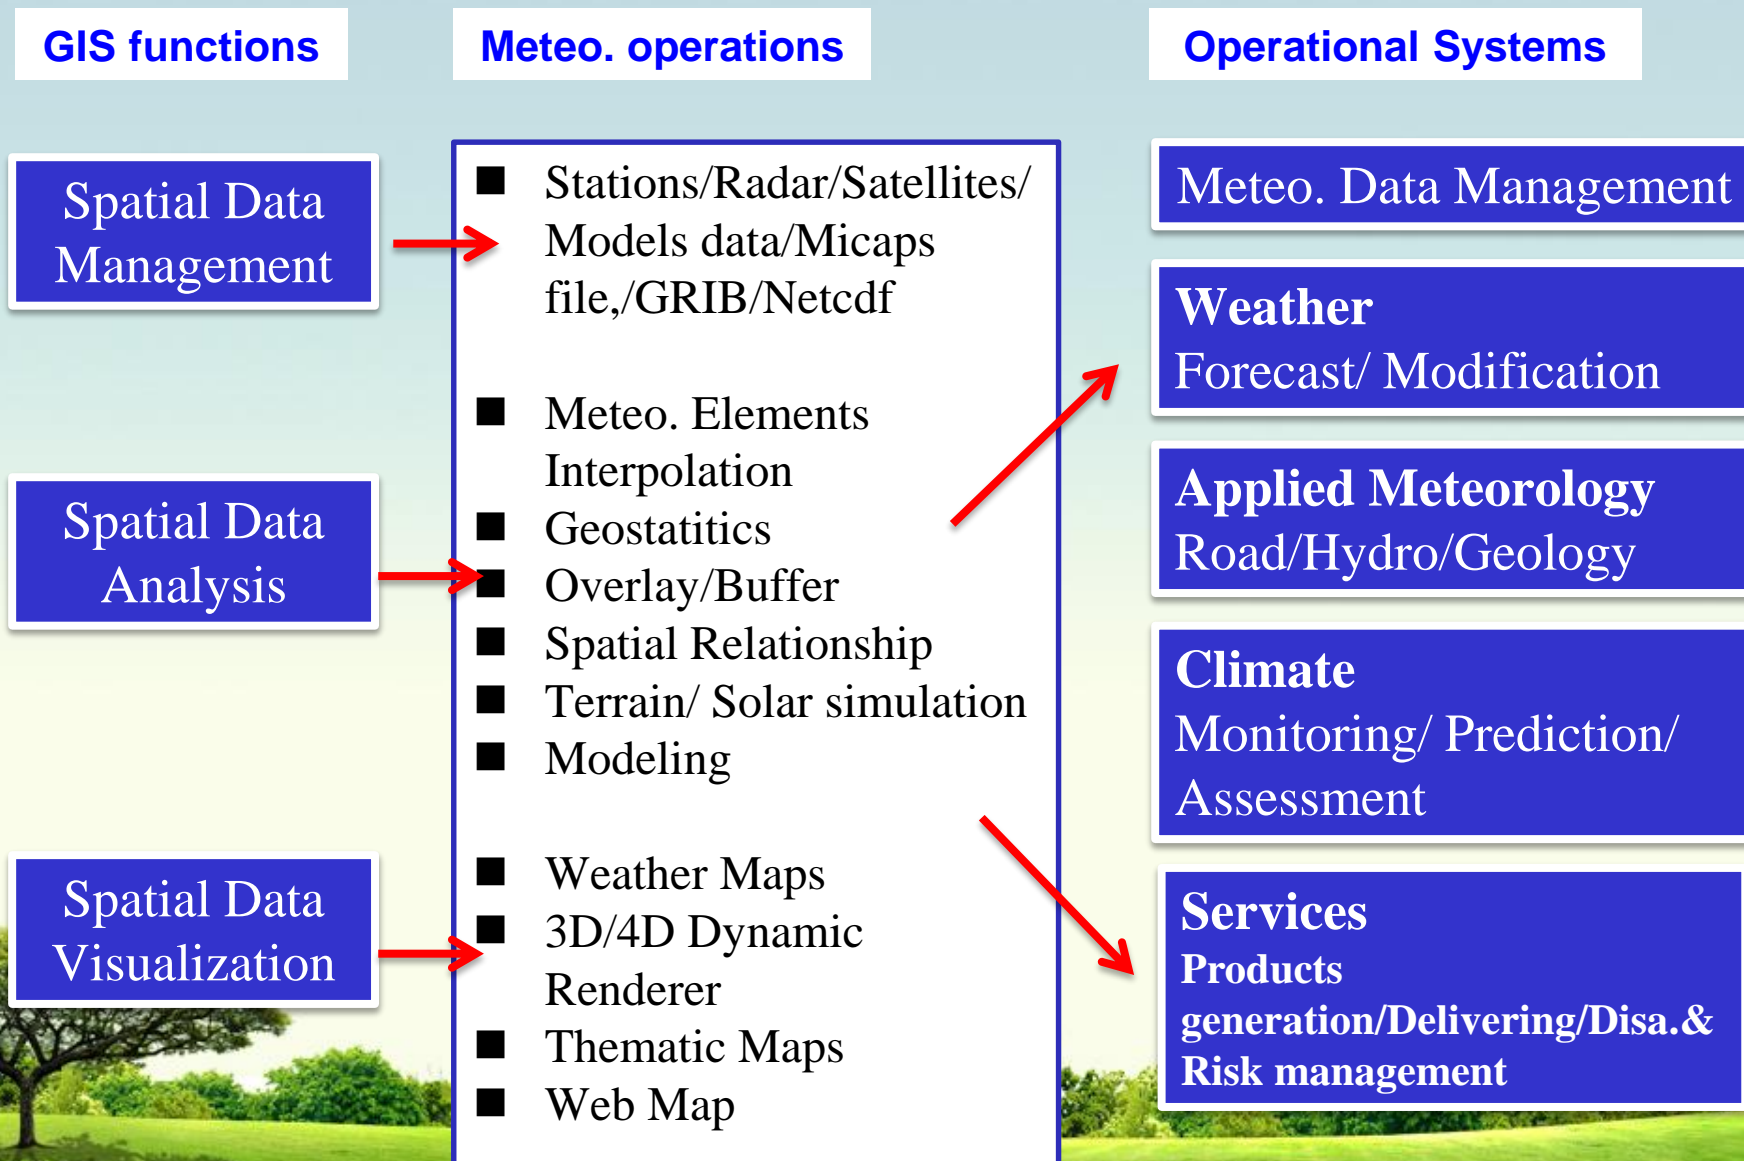 GIS functions
Meteo. operations
Operational Systems
Spatial Data
Management
Spatial Data
Analysis
Spatial Data
Visualization
■ Stations/Radar/Satellites/
Models data/Micaps
file,/GRIB/Netcdf
■ Meteo. Elements
Interpolation
■ Geostatitics
■ Overlay/Buffer
■ Spatial Relationship
■ Terrain/ Solar simulation
■ Modeling
■ Weather Maps
■ 3D/4D Dynamic
Renderer
■ Thematic Maps
■ Web Map
Meteo. Data Management
Weather
Forecast/ Modification
Applied Meteorology
Road/Hydro/Geology
Climate
Monitoring/ Prediction/
Assessment
Services
Products
generation/Delivering/Disa.&
Risk management